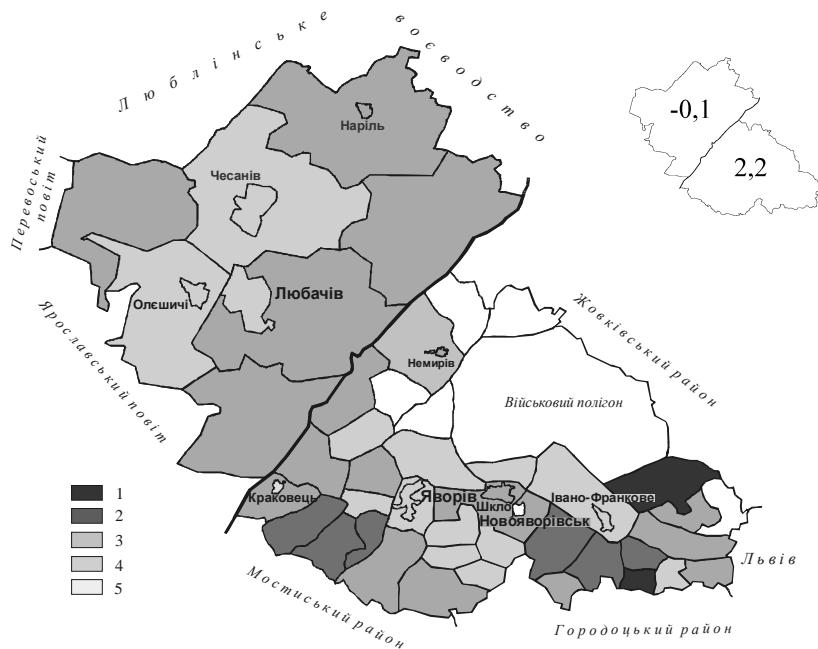 Люблінське
воєводство
Наріль
Чесанів
Перевоський
повіт
-0,1
2,2
Олєшичі
Любачів
Ярославський повіт
Немирів
Жовківський район
Військовий полігон
Краковець
Яворів
Шкло
Івано-Франкове
Новояворівськ
1
2
3
4
5
Львів
Мостиський район
Городоцький район